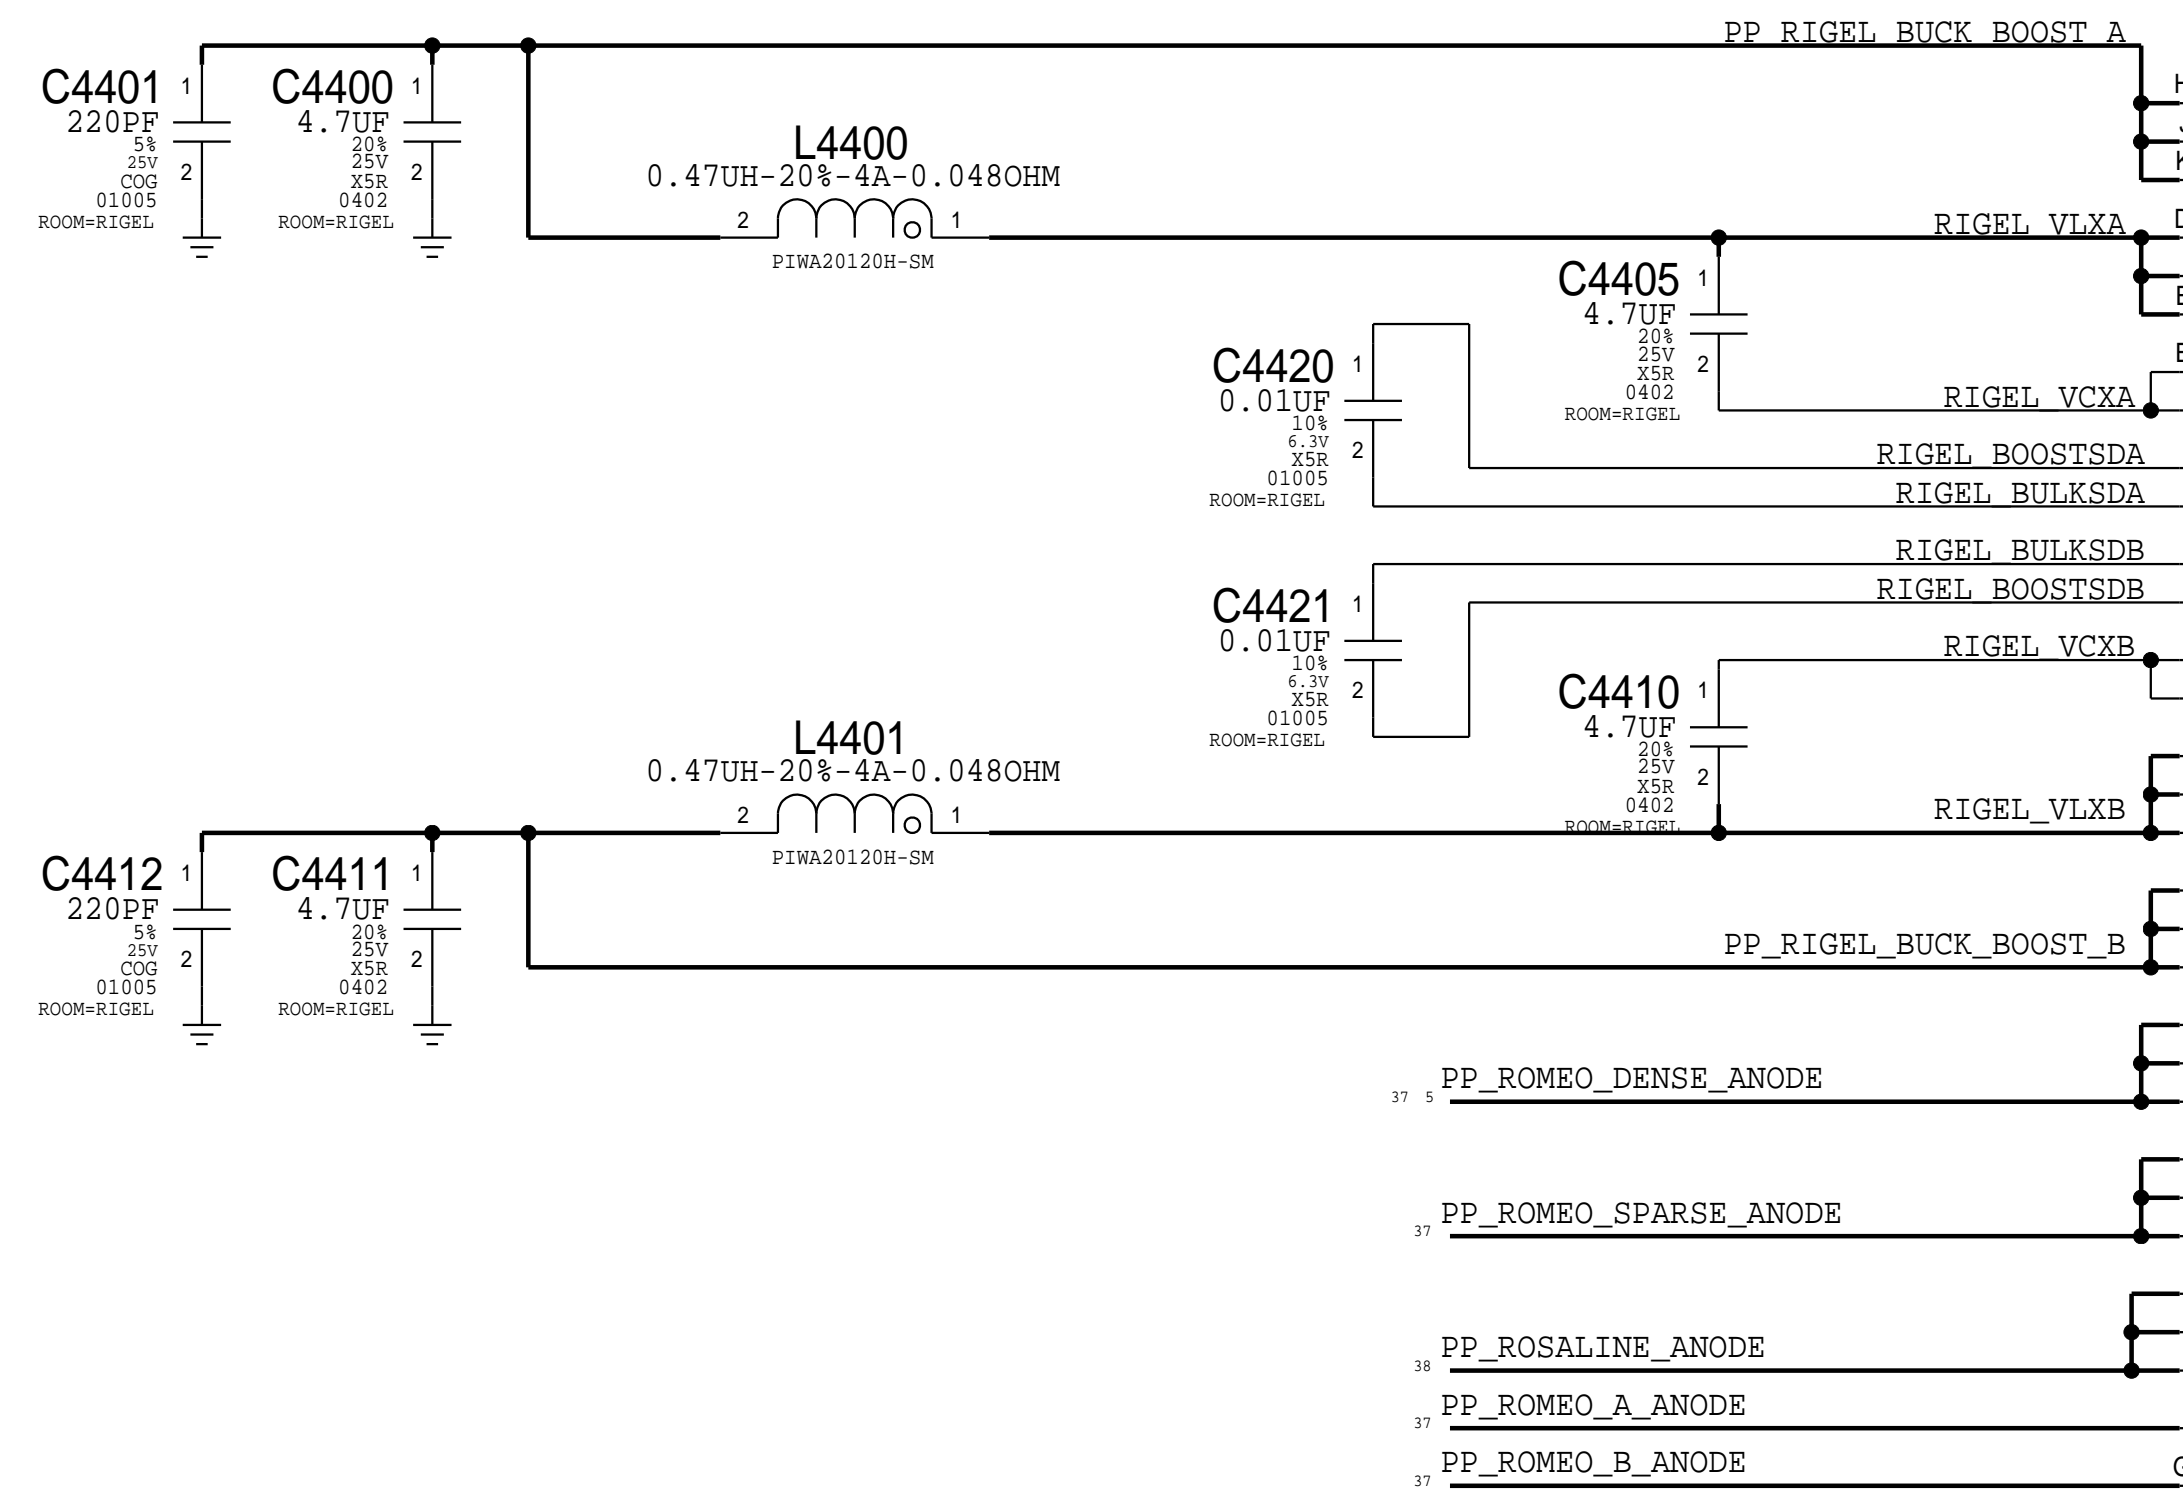 PP_RIGEL_BUCK_BOOST_A
C4401
1
220PF
5%
25V
COG
2
01005
ROOM=RIGEL
C4400
1
4.7UF
20%
25V
X5R
2
0402
ROOM=RIGEL
L4400
0.47UH-20%-4A-0.048OHM
2
1
PIWA20120H-SM
RIGEL_VLXA
C4405
1
4.7UF
20%
25V
X5R
2
0402
ROOM=RIGEL
RIGEL_VCXA
C4420
1
0.01UF
10%
6.3V
X5R
2
01005
ROOM=RIGEL
RIGEL_BOOSTSDA
RIGEL_BULKSDA
RIGEL_BULKSDB
RIGEL_BOOSTSDB
C4421
1
0.01UF
10%
6.3V
X5R
2
01005
ROOM=RIGEL
RIGEL_VCXB
C4410
1
4.7UF
20%
25V
X5R
2
0402
ROOM=RIGEL
L4401
0.47UH-20%-4A-0.048OHM
2
1
PIWA20120H-SM
RIGEL_VLXB
C4412
1
220PF
5%
25V
COG
2
01005
ROOM=RIGEL
C4411
1
4.7UF
20%
25V
X5R
2
0402
ROOM=RIGEL
PP_RIGEL_BUCK_BOOST_B
37 5 PP_ROMEO_DENSE_ANODE
37 PP_ROMEO_SPARSE_ANODE
38 PP_ROSALINE_ANODE
37 PP_ROMEO_A_ANODE
37 PP_ROMEO_B_ANODE